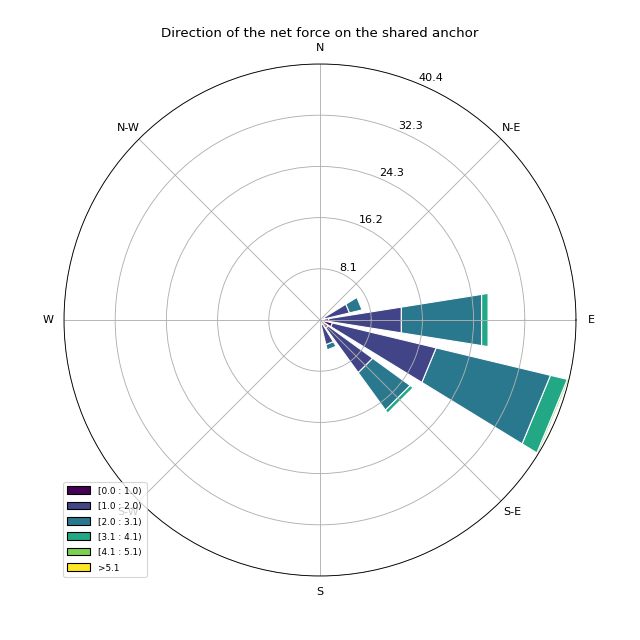 Direction of the net force on the shared anchor
N
40.4
N-W
N-E
32.3
24.3
16.2
8.1
W
E
[0.0 : 1.0)
[1.0 : 2.0)
S-W
[2.0 : 3.1)
S-E
[3.1 : 4.1)
[4.1 : 5.1)
>5.1
S